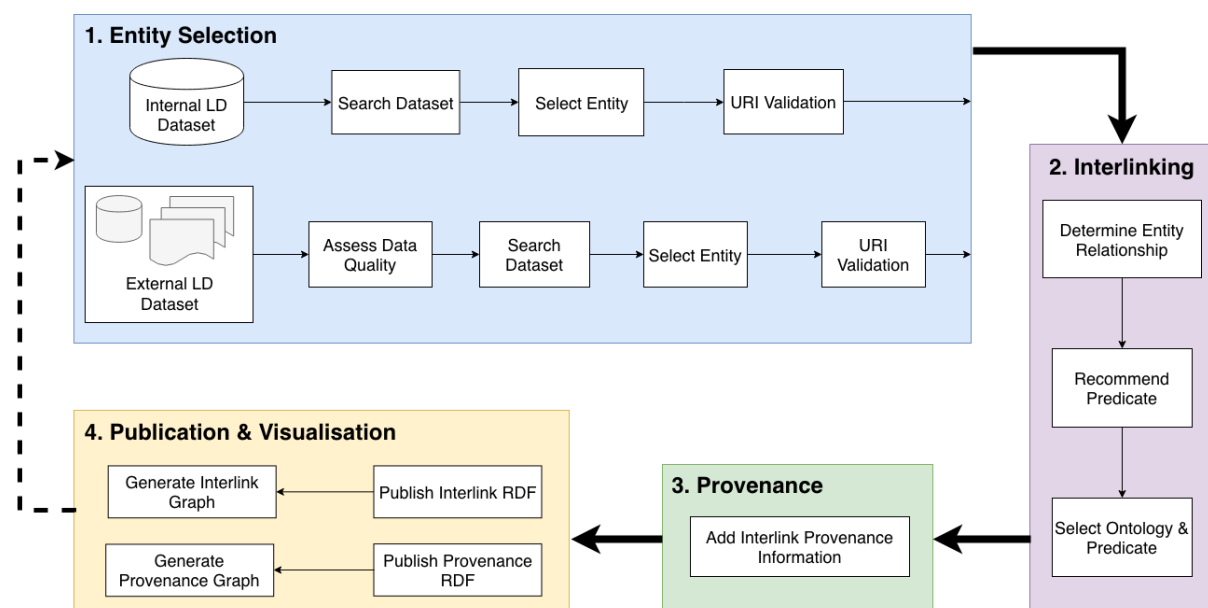 1. Entity Selection
Internal LD
Dataset
Search Dataset
Select Entity
URI Validation
External LD
Dataset
Assess Data
Quality
Search
Dataset
Select Entity
URI
Validation
2. Interlinking
Determine Entity
Relationship
Recommend
Predicate
Select Ontology &
Predicate
3. Provenance
Add Interlink Provenance
Information
4. Publication & Visualisation
Generate Interlink
Graph
Publish Interlink RDF
Generate
Provenance Graph
Publish Provenance
RDF